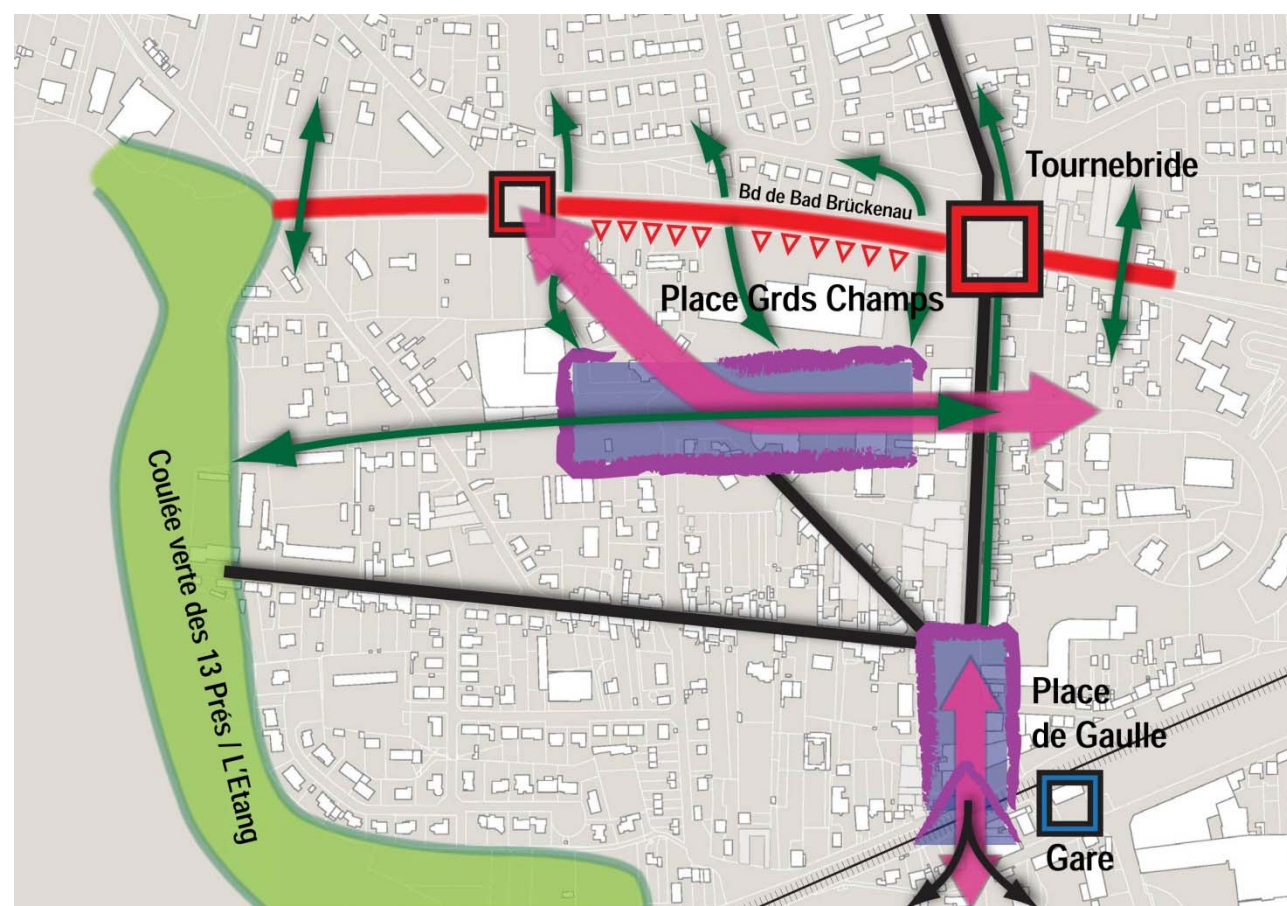 Tournebride
Bd de Bad Brückenau
Place Grds Champs
Coulée verte des 13 Prés / L'Etang
Place
de Gaulle
Gare